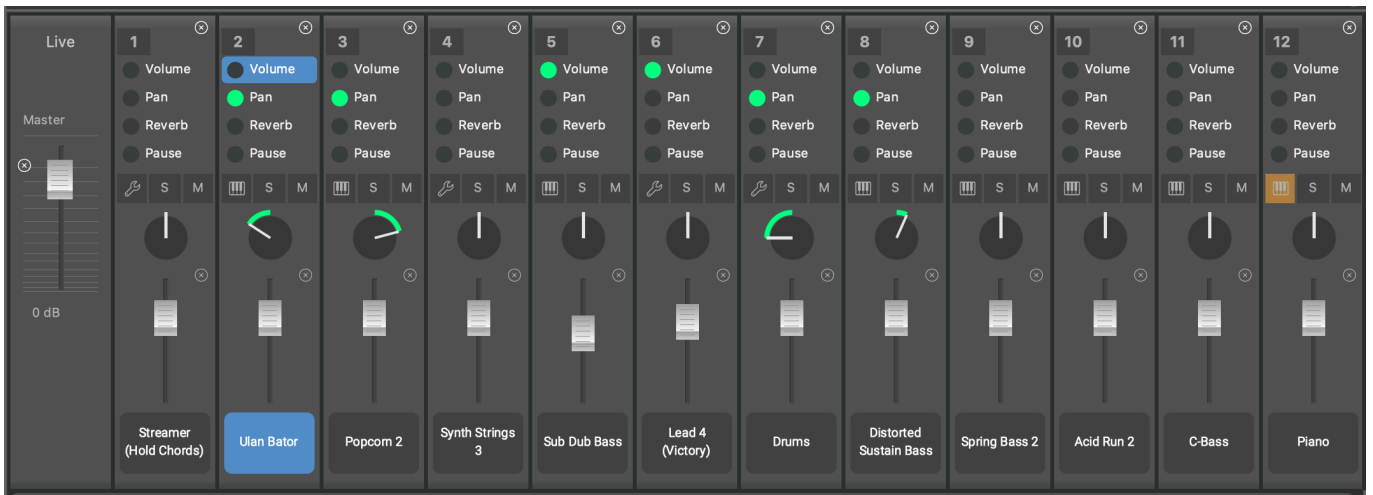 Live
Master
0 dB
1
Volume
Pan
Reverb
Pause
S M
Streamer
(Hold Chords)
2
Volume
Pan
Reverb
Pause
S M
Ulan Bator
3
Volume
Pan
Reverb
Pause
S M
Popcorn 2
4
Volume
Pan
Reverb
Pause
S M
Synth Strings
3
5
Volume
Pan
Reverb
Pause
S M
Sub Dub Bass
6
Volume
Pan
Reverb
Pause
S M
Lead 4
(Victory)
7
Volume
Pan
Reverb
Pause
S M
Drums
8
Volume
Pan
Reverb
Pause
S M
Distorted
Sustain Bass
9
Volume
Pan
Reverb
Pause
S M
Spring Bass 2
10
Volume
Pan
Reverb
Pause
S M
Acid Run 2
11
Volume
Pan
Reverb
Pause
S M
C-Bass
12
Volume
Pan
Reverb
Pause
S M
Piano